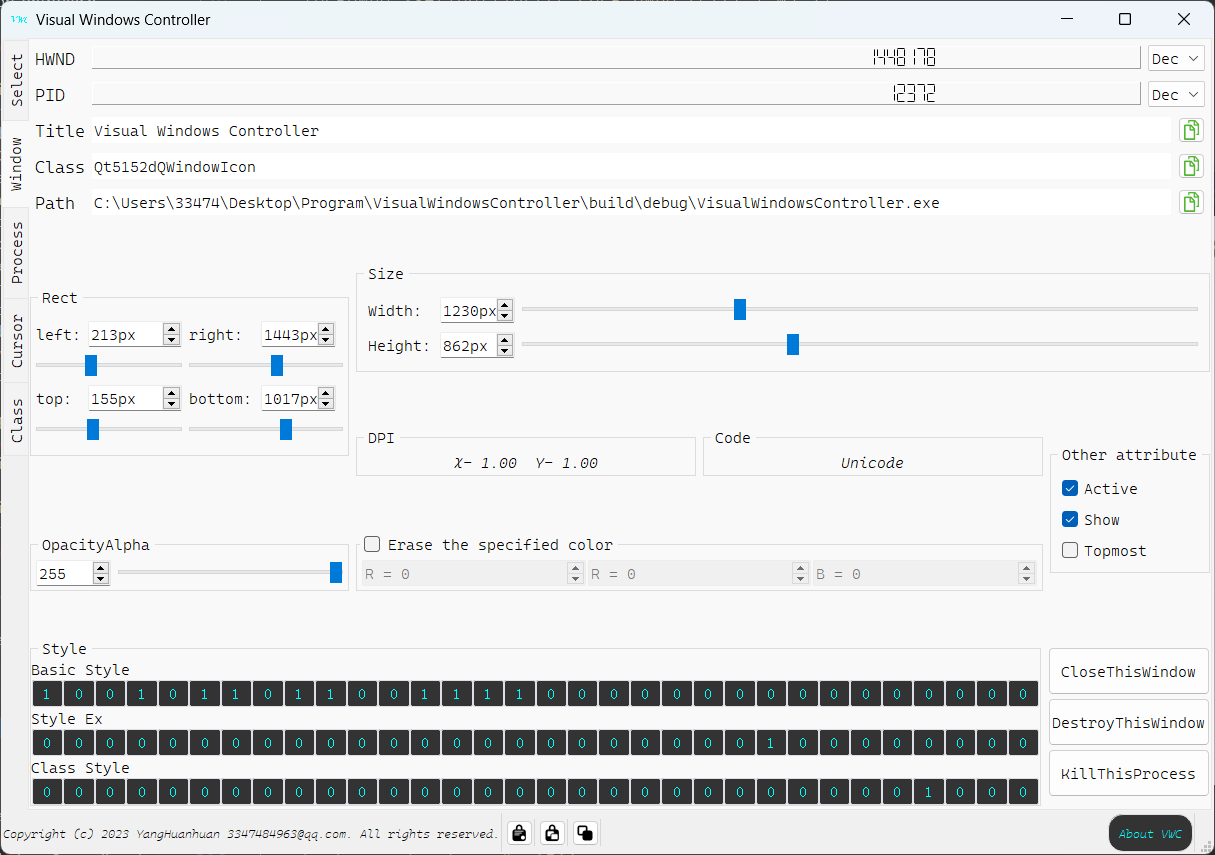 VWC Visual Windows Controller
Select
Window
Process
Cursor
Class
HWND 1448178 Dec
PID 12372 Dec
Title Visual Windows Controller
Class Qt5152dQWindowIcon
Path C:\Users\33474\Desktop\Program\VisualWindowsController\build\debug\VisualWindowsController.exe
Rect
left: 213px right: 1443px
top: 155px bottom: 1017px
Size
Width: 1230px
Height: 862px
DPI
X- 1.00 Y- 1.00
Code
Unicode
Other attribute
Active
Show
Topmost
OpacityAlpha
255
Erase the specified color
R = 0 R = 0 B = 0
Style
Basic Style
1 0 0 1 0 1 1 0 1 1 0 0 1 1 1 1 0 0 0 0 0 0 0 0 0 0 0 0 0 0 0 0
Style Ex
0 0 0 0 0 0 0 0 0 0 0 0 0 0 0 0 0 0 0 0 0 0 0 1 0 0 0 0 0 0 0 0
Class Style
0 0 0 0 0 0 0 0 0 0 0 0 0 0 0 0 0 0 0 0 0 0 0 0 0 0 0 0 1 0 0 0
CloseThisWindow
DestroyThisWindow
KillThisProcess
Copyright (c) 2023 YangHuanhuan 3347484963@qq.com. All rights reserved.
About VWC